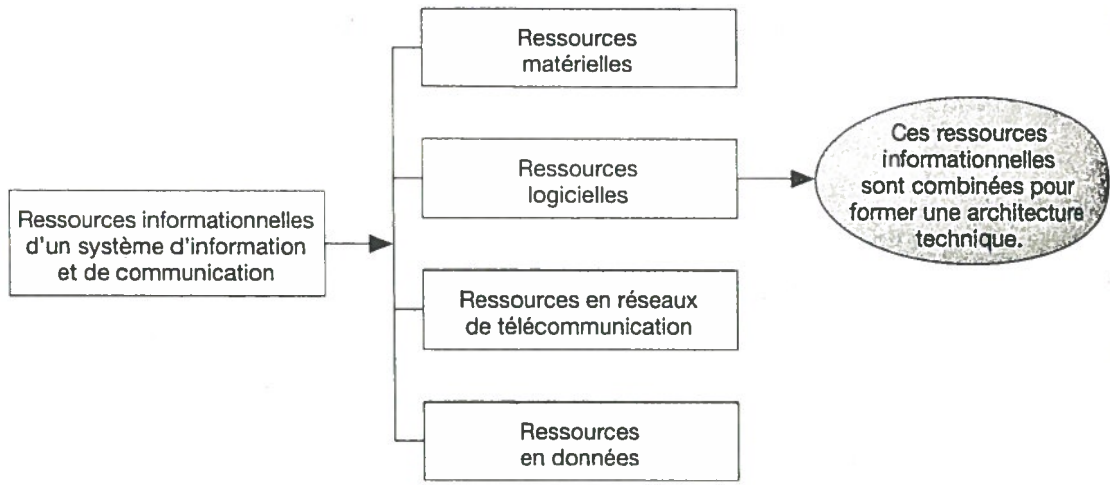 Ressources informationnelles
d'un système d'information
et de communication
Ressources
matérielles
Ressources
logicielles
Ressources en réseaux
de télécommunication
Ressources
en données
Ces ressources
informationnelles
sont combinées pour
former une architecture
technique.